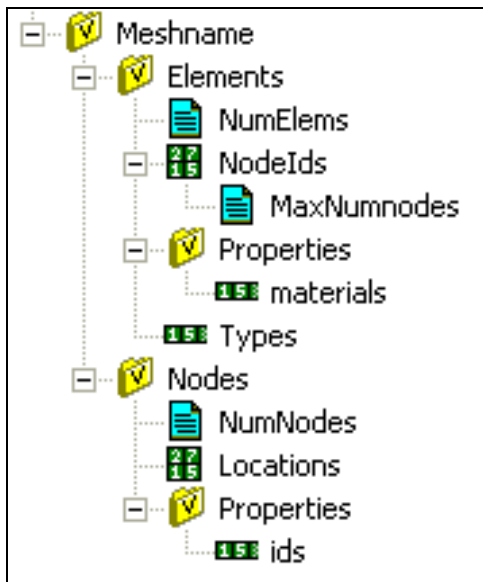 Meshname
Elements
NumElems
NodeIds
MaxNumnodes
Properties
materials
Types
Nodes
NumNodes
Locations
Properties
ids